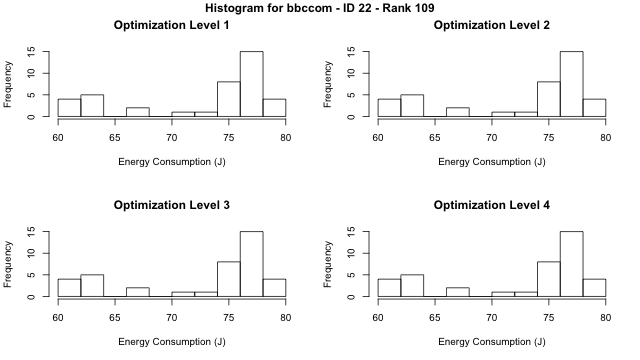 Histogram for bbccom - ID 22 - Rank 109
Optimization Level 1
Frequency
0 5 10 15
60 65 70 75 80
Energy Consumption (J)
Optimization Level 2
Frequency
0 5 10 15
60 65 70 75 80
Energy Consumption (J)
Optimization Level 3
Frequency
0 5 10 15
60 65 70 75 80
Energy Consumption (J)
Optimization Level 4
Frequency
0 5 10 15
60 65 70 75 80
Energy Consumption (J)